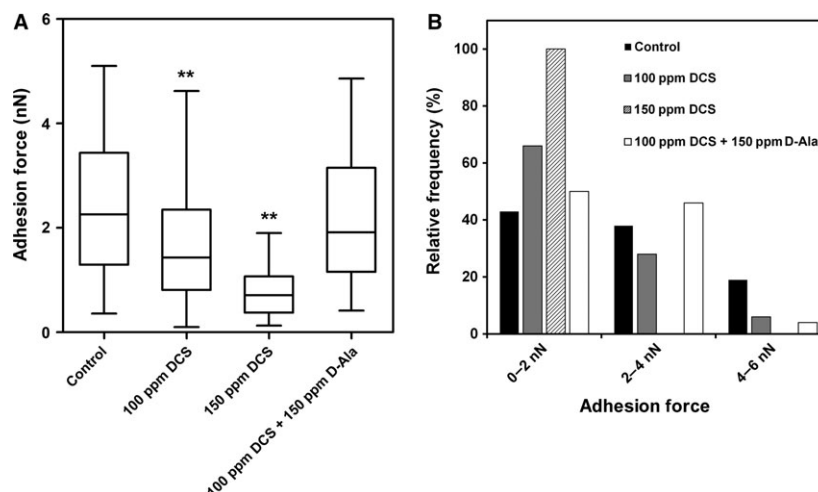 A
Adhesion force (nN)
6
4
2
0
**
**
Control
100 ppm DCS
150 ppm DCS
100 ppm DCS + 150 ppm D-Ala
B
Relative frequency (%)
100
80
60
40
20
0
Control
100 ppm DCS
150 ppm DCS
100 ppm DCS + 150 ppm D-Ala
0–2 nN
2–4 nN
4–6 nN
Adhesion force